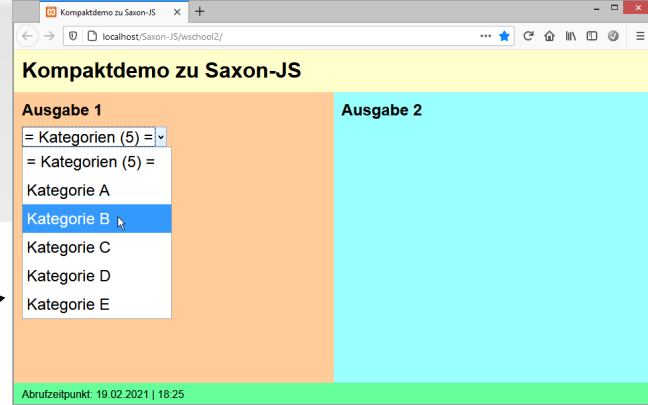 Kompaktdemo zu Saxon-JS
localhost/Saxon-JS/wschool2/
Kompaktdemo zu Saxon-JS
Ausgabe 1
Ausgabe 2
= Kategorien (5) =
= Kategorien (5) =
Kategorie A
Kategorie B
Kategorie C
Kategorie D
Kategorie E
Abrufzeitpunkt: 19.02.2021 | 18:25